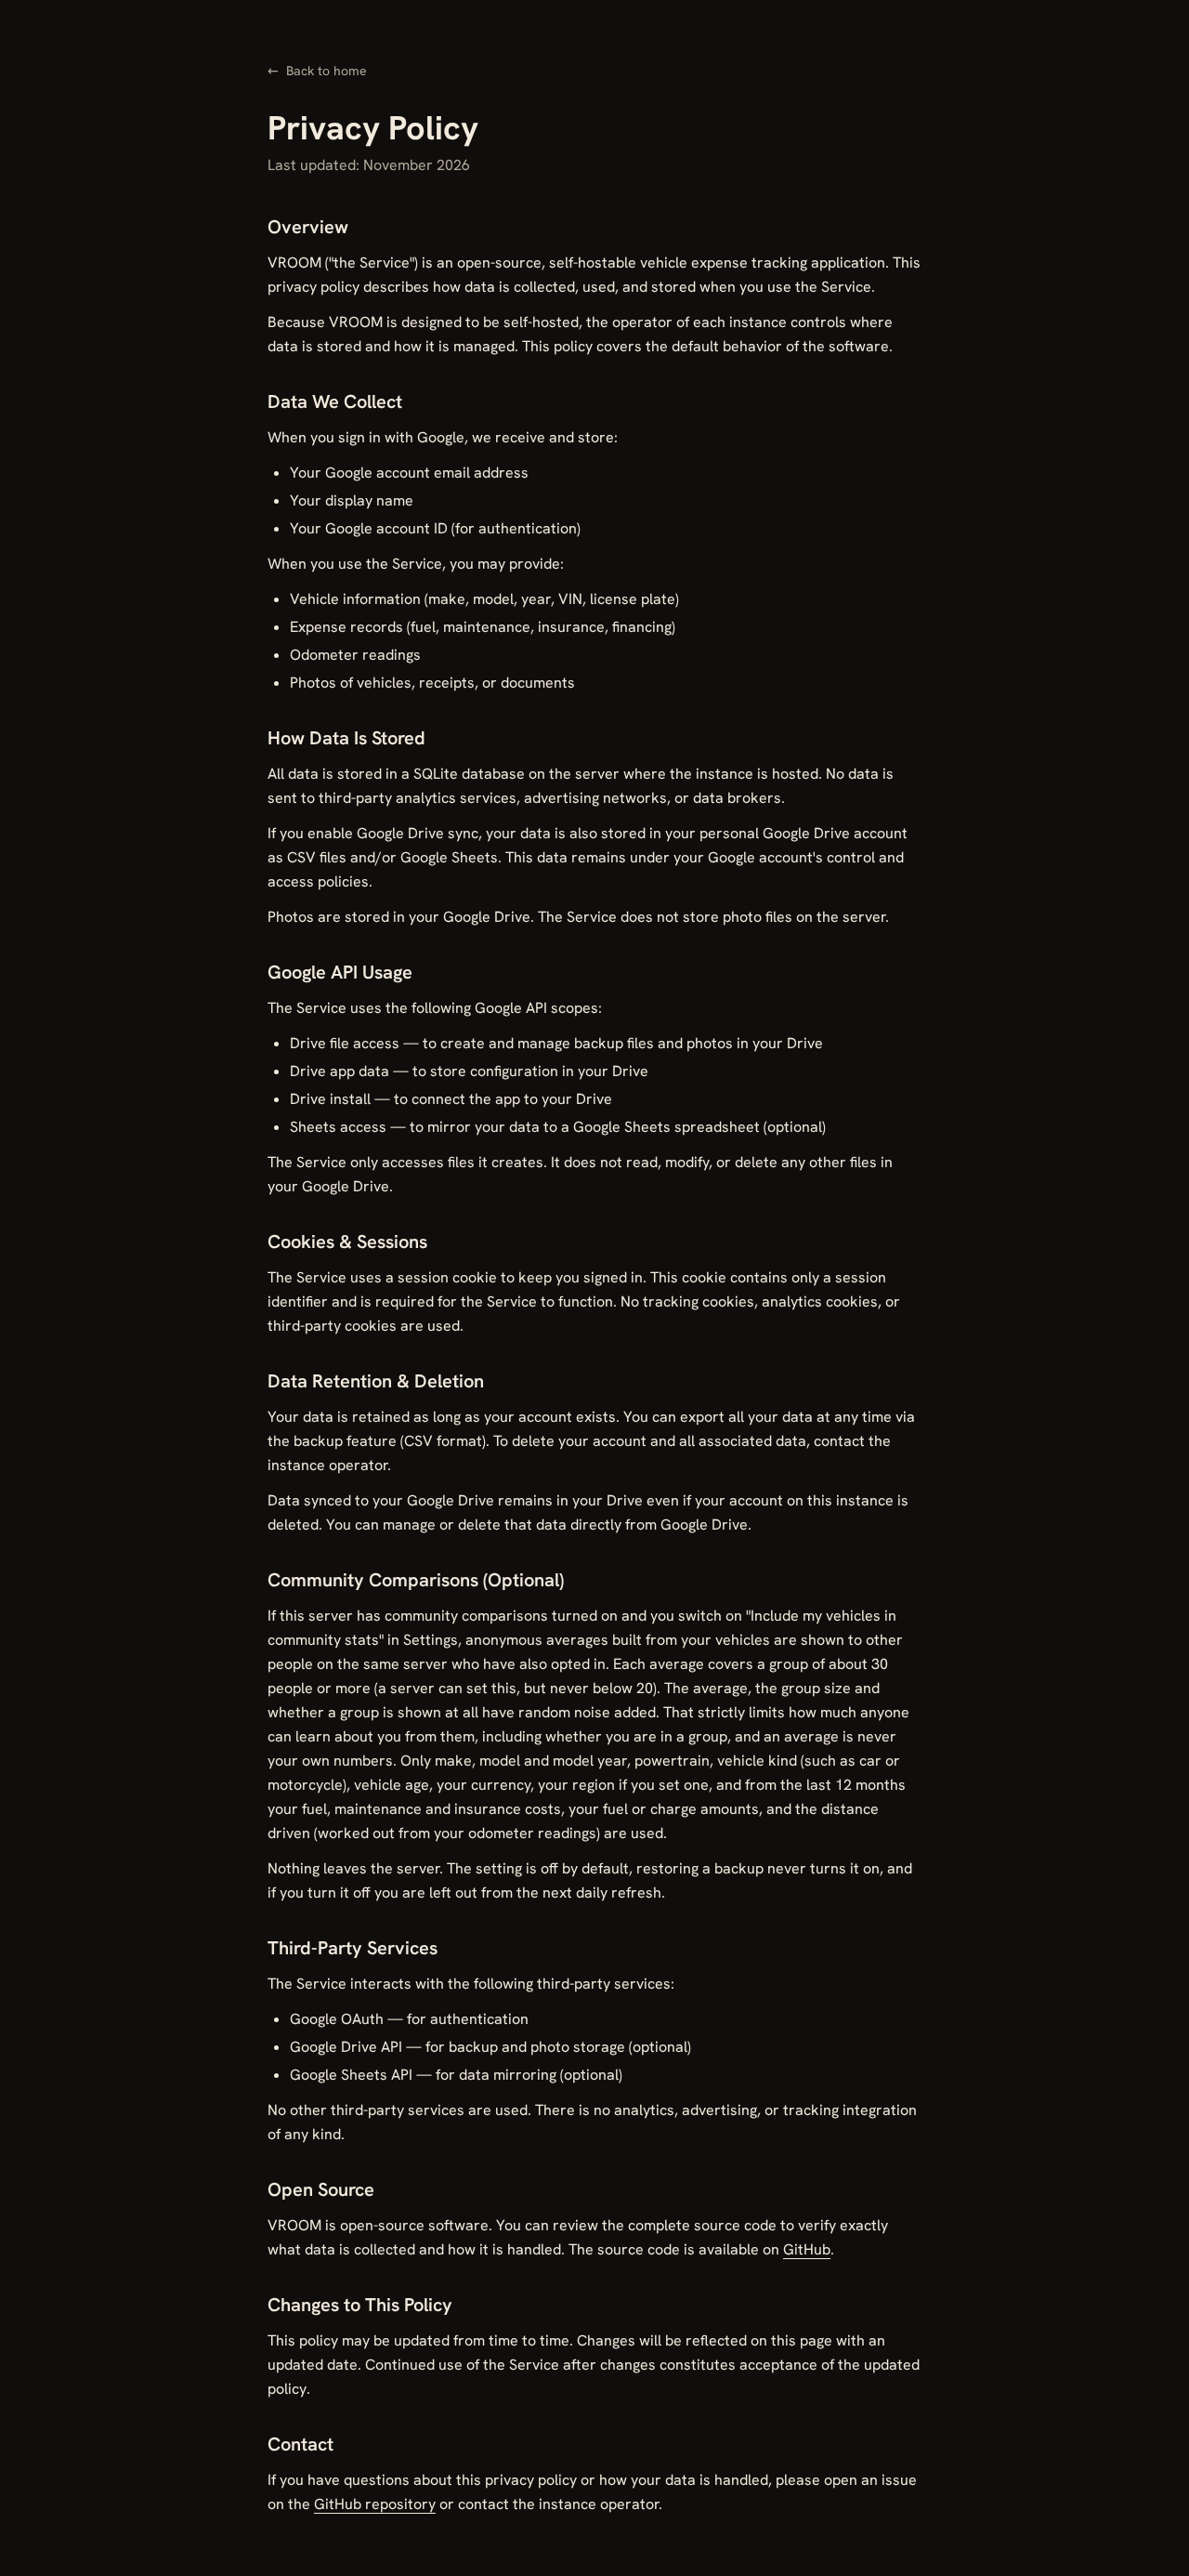 ← Back to home
Privacy Policy
Last updated: November 2026
Overview
VROOM ("the Service") is an open-source, self-hostable vehicle expense tracking application. This
privacy policy describes how data is collected, used, and stored when you use the Service.
Because VROOM is designed to be self-hosted, the operator of each instance controls where
data is stored and how it is managed. This policy covers the default behavior of the software.
Data We Collect
When you sign in with Google, we receive and store:
• Your Google account email address
• Your display name
• Your Google account ID (for authentication)
When you use the Service, you may provide:
• Vehicle information (make, model, year, VIN, license plate)
• Expense records (fuel, maintenance, insurance, financing)
• Odometer readings
• Photos of vehicles, receipts, or documents
How Data Is Stored
All data is stored in a SQLite database on the server where the instance is hosted. No data is
sent to third-party analytics services, advertising networks, or data brokers.
If you enable Google Drive sync, your data is also stored in your personal Google Drive account
as CSV files and/or Google Sheets. This data remains under your Google account's control and
access policies.
Photos are stored in your Google Drive. The Service does not store photo files on the server.
Google API Usage
The Service uses the following Google API scopes:
• Drive file access — to create and manage backup files and photos in your Drive
• Drive app data — to store configuration in your Drive
• Drive install — to connect the app to your Drive
• Sheets access — to mirror your data to a Google Sheets spreadsheet (optional)
The Service only accesses files it creates. It does not read, modify, or delete any other files in
your Google Drive.
Cookies & Sessions
The Service uses a session cookie to keep you signed in. This cookie contains only a session
identifier and is required for the Service to function. No tracking cookies, analytics cookies, or
third-party cookies are used.
Data Retention & Deletion
Your data is retained as long as your account exists. You can export all your data at any time via
the backup feature (CSV format). To delete your account and all associated data, contact the
instance operator.
Data synced to your Google Drive remains in your Drive even if your account on this instance is
deleted. You can manage or delete that data directly from Google Drive.
Community Comparisons (Optional)
If this server has community comparisons turned on and you switch on "Include my vehicles in
community stats" in Settings, anonymous averages built from your vehicles are shown to other
people on the same server who have also opted in. Each average covers a group of about 30
people or more (a server can set this, but never below 20). The average, the group size and
whether a group is shown at all have random noise added. That strictly limits how much anyone
can learn about you from them, including whether you are in a group, and an average is never
your own numbers. Only make, model and model year, powertrain, vehicle kind (such as car or
motorcycle), vehicle age, your currency, your region if you set one, and from the last 12 months
your fuel, maintenance and insurance costs, your fuel or charge amounts, and the distance
driven (worked out from your odometer readings) are used.
Nothing leaves the server. The setting is off by default, restoring a backup never turns it on, and
if you turn it off you are left out from the next daily refresh.
Third-Party Services
The Service interacts with the following third-party services:
• Google OAuth — for authentication
• Google Drive API — for backup and photo storage (optional)
• Google Sheets API — for data mirroring (optional)
No other third-party services are used. There is no analytics, advertising, or tracking integration
of any kind.
Open Source
VROOM is open-source software. You can review the complete source code to verify exactly
what data is collected and how it is handled. The source code is available on GitHub.
Changes to This Policy
This policy may be updated from time to time. Changes will be reflected on this page with an
updated date. Continued use of the Service after changes constitutes acceptance of the updated
policy.
Contact
If you have questions about this privacy policy or how your data is handled, please open an issue
on the GitHub repository or contact the instance operator.